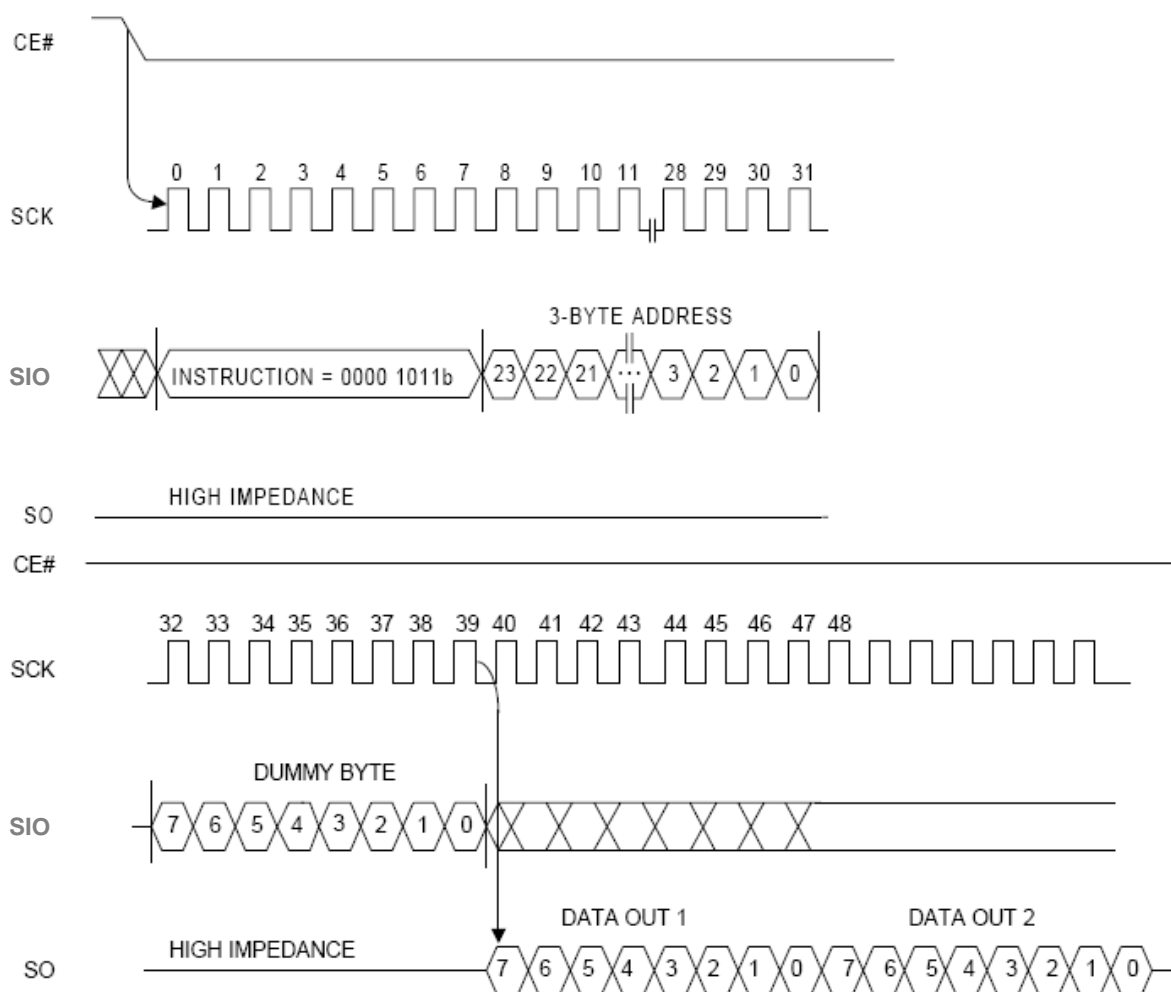 CE#
0 1 2 3 4 5 6 7 8 9 10 11 28 29 30 31
SCK
3-BYTE ADDRESS
SIO INSTRUCTION = 0000 1011b 23 22 21 ... 3 2 1 0
HIGH IMPEDANCE
SO
CE#
32 33 34 35 36 37 38 39 40 41 42 43 44 45 46 47 48
SCK
DUMMY BYTE
SIO 7 6 5 4 3 2 1 0
DATA OUT 1 DATA OUT 2
HIGH IMPEDANCE
SO 7 6 5 4 3 2 1 0 7 6 5 4 3 2 1 0